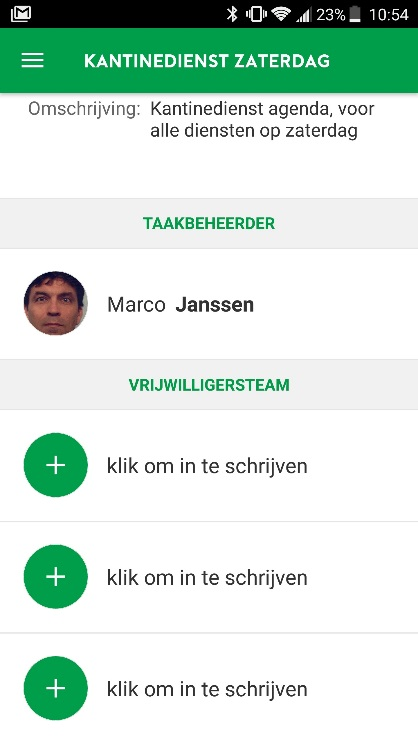 23% 10:54
KANTINEDIENST ZATERDAG
Omschrijving: Kantinedienst agenda, voor
alle diensten op zaterdag
TAAKBEHEERDER
Marco Janssen
VRIJWILLIGERSTEAM
klik om in te schrijven
klik om in te schrijven
klik om in te schrijven